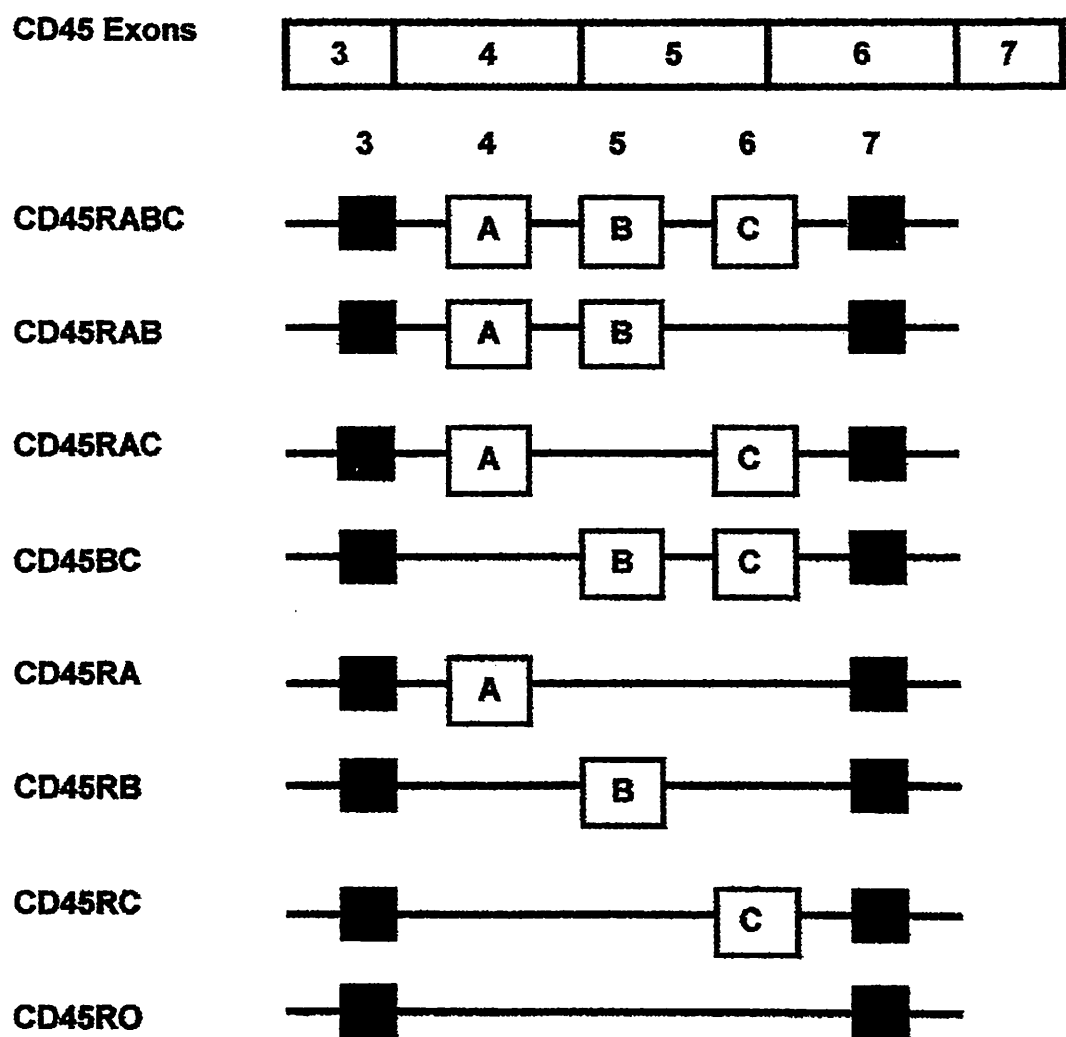 CD45 Exons 3 4 5 6 7
3 4 5 6 7
CD45RABC A B C
CD45RAB A B
CD45RAC A C
CD45BC B C
CD45RA A
CD45RB B
CD45RC C
CD45RO